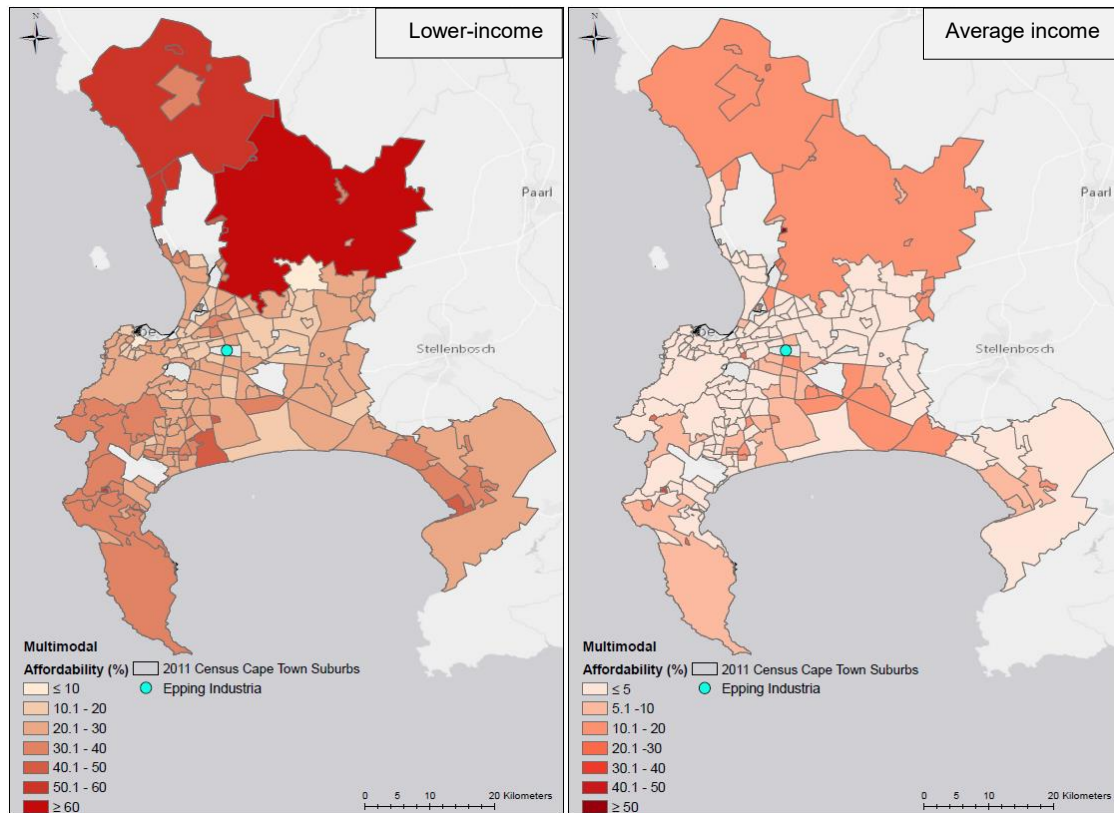 N
Lower-income
Paarl
Stellenbosch
Multimodal
Affordability (%)
2011 Census Cape Town Suburbs
Epping Industria
≤ 10
10.1 - 20
20.1 - 30
30.1 - 40
40.1 - 50
50.1 - 60
≥ 60
0 5 10 20 Kilometers
N
Average income
Paarl
Stellenbosch
Multimodal
Affordability (%)
2011 Census Cape Town Suburbs
Epping Industria
≤ 5
5.1 -10
10.1 - 20
20.1 -30
30.1 - 40
40.1 - 50
≥ 50
0 5 10 20 Kilometers